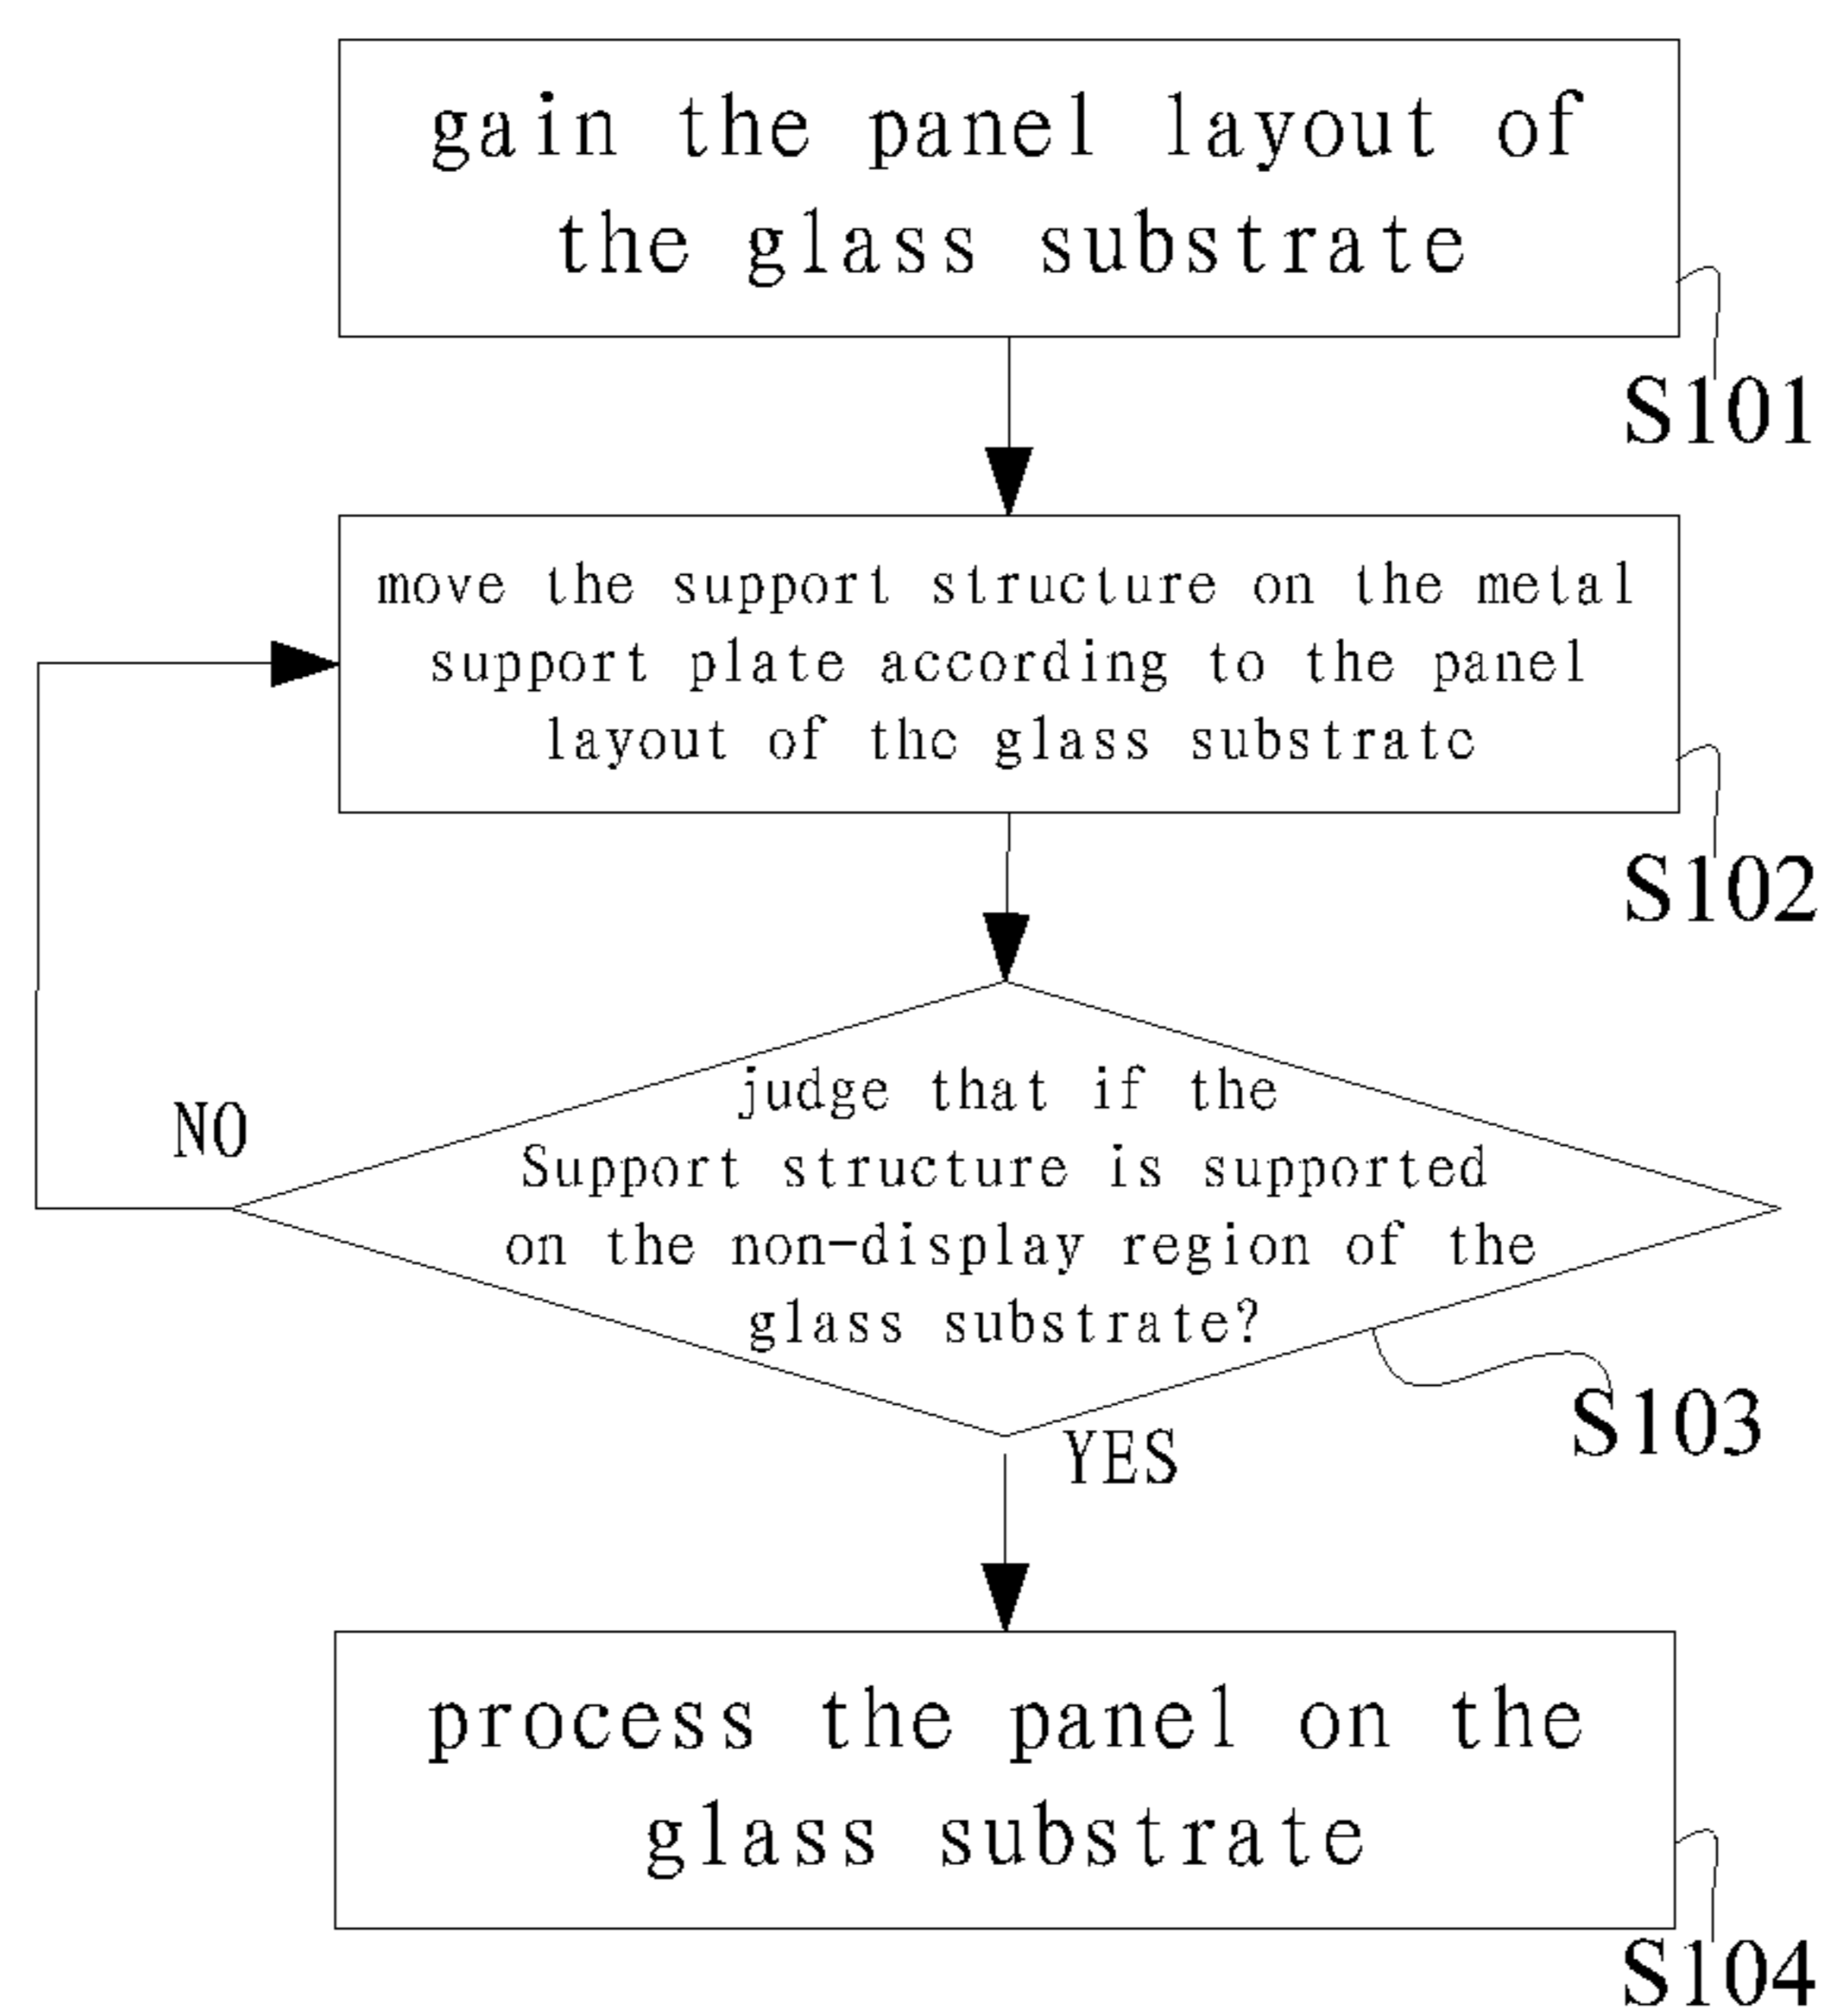 gain the panel layout of
the glass substrate
S101
move the support structure on the metal
support plate according to the panel
layout of the glass substrate
S102
judge that if the
Support structure is supported
on the non-display region of the
glass substrate?
NO
S103
YES
process the panel on the
glass substrate
S104